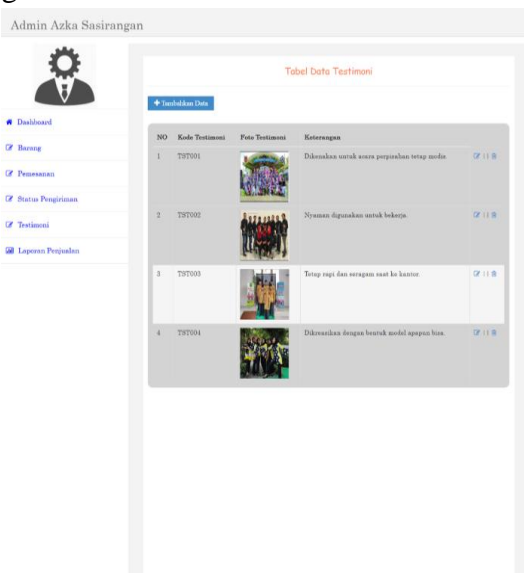 Admin Azka Sasirangan
Tabel Data Testimoni
Tambahkan Data
Dashboard
Barang
Pemesanan
Status Pengiriman
Testimoni
Laporan Penjualan
NO Kode Testimoni Foto Testimoni Keterangan
1 TST001 Dikenakan untuk acara perpisahan tetap modis. ||
2 TST002 Nyaman digunakan untuk bekerja. ||
3 TST003 Tetap rapi dan seragam saat ke kantor. ||
4 TST004 Dikreasikan dengan bentuk model apapun bisa. ||